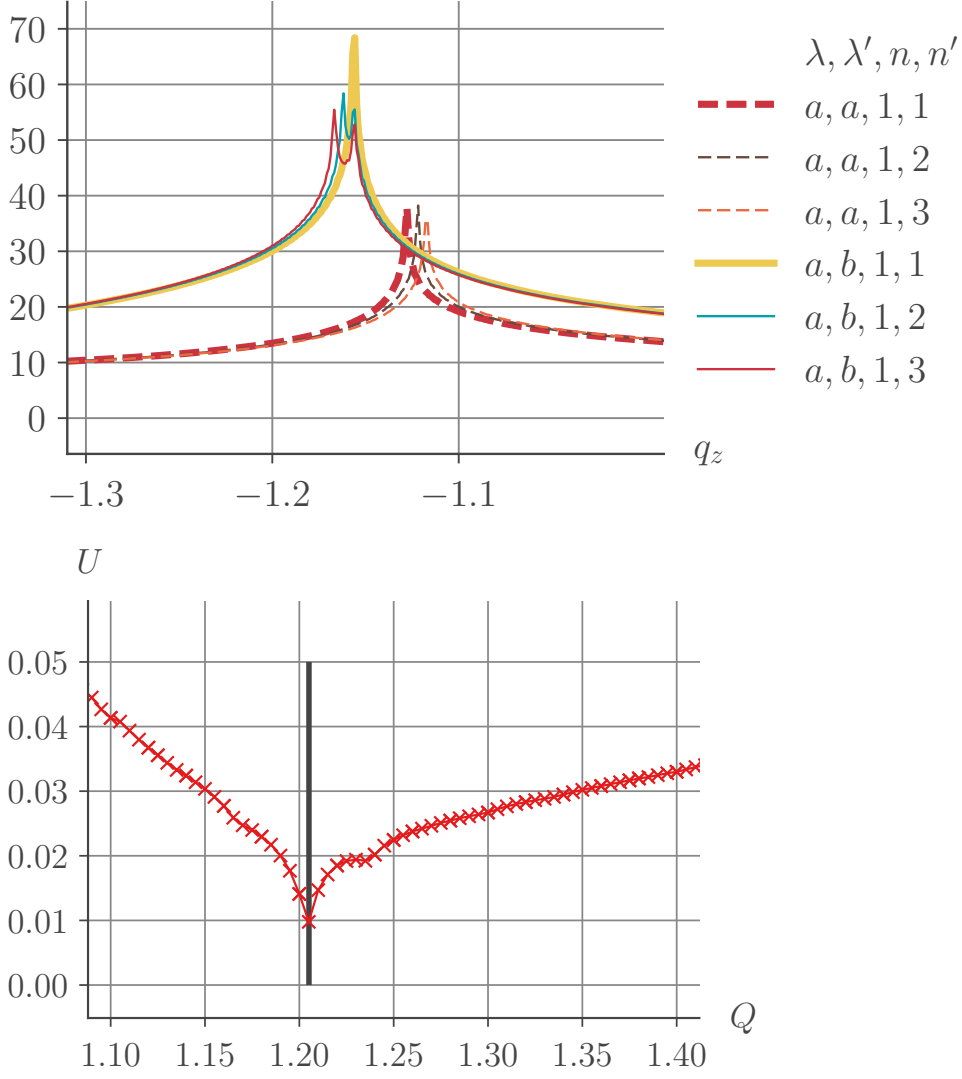 70
60
50
40
30
20
10
0
−1.3
−1.2
−1.1
q_z
λ, λ′, n, n′
a, a, 1, 1
a, a, 1, 2
a, a, 1, 3
a, b, 1, 1
a, b, 1, 2
a, b, 1, 3
U
0.05
0.04
0.03
0.02
0.01
0.00
Q
1.10
1.15
1.20
1.25
1.30
1.35
1.40